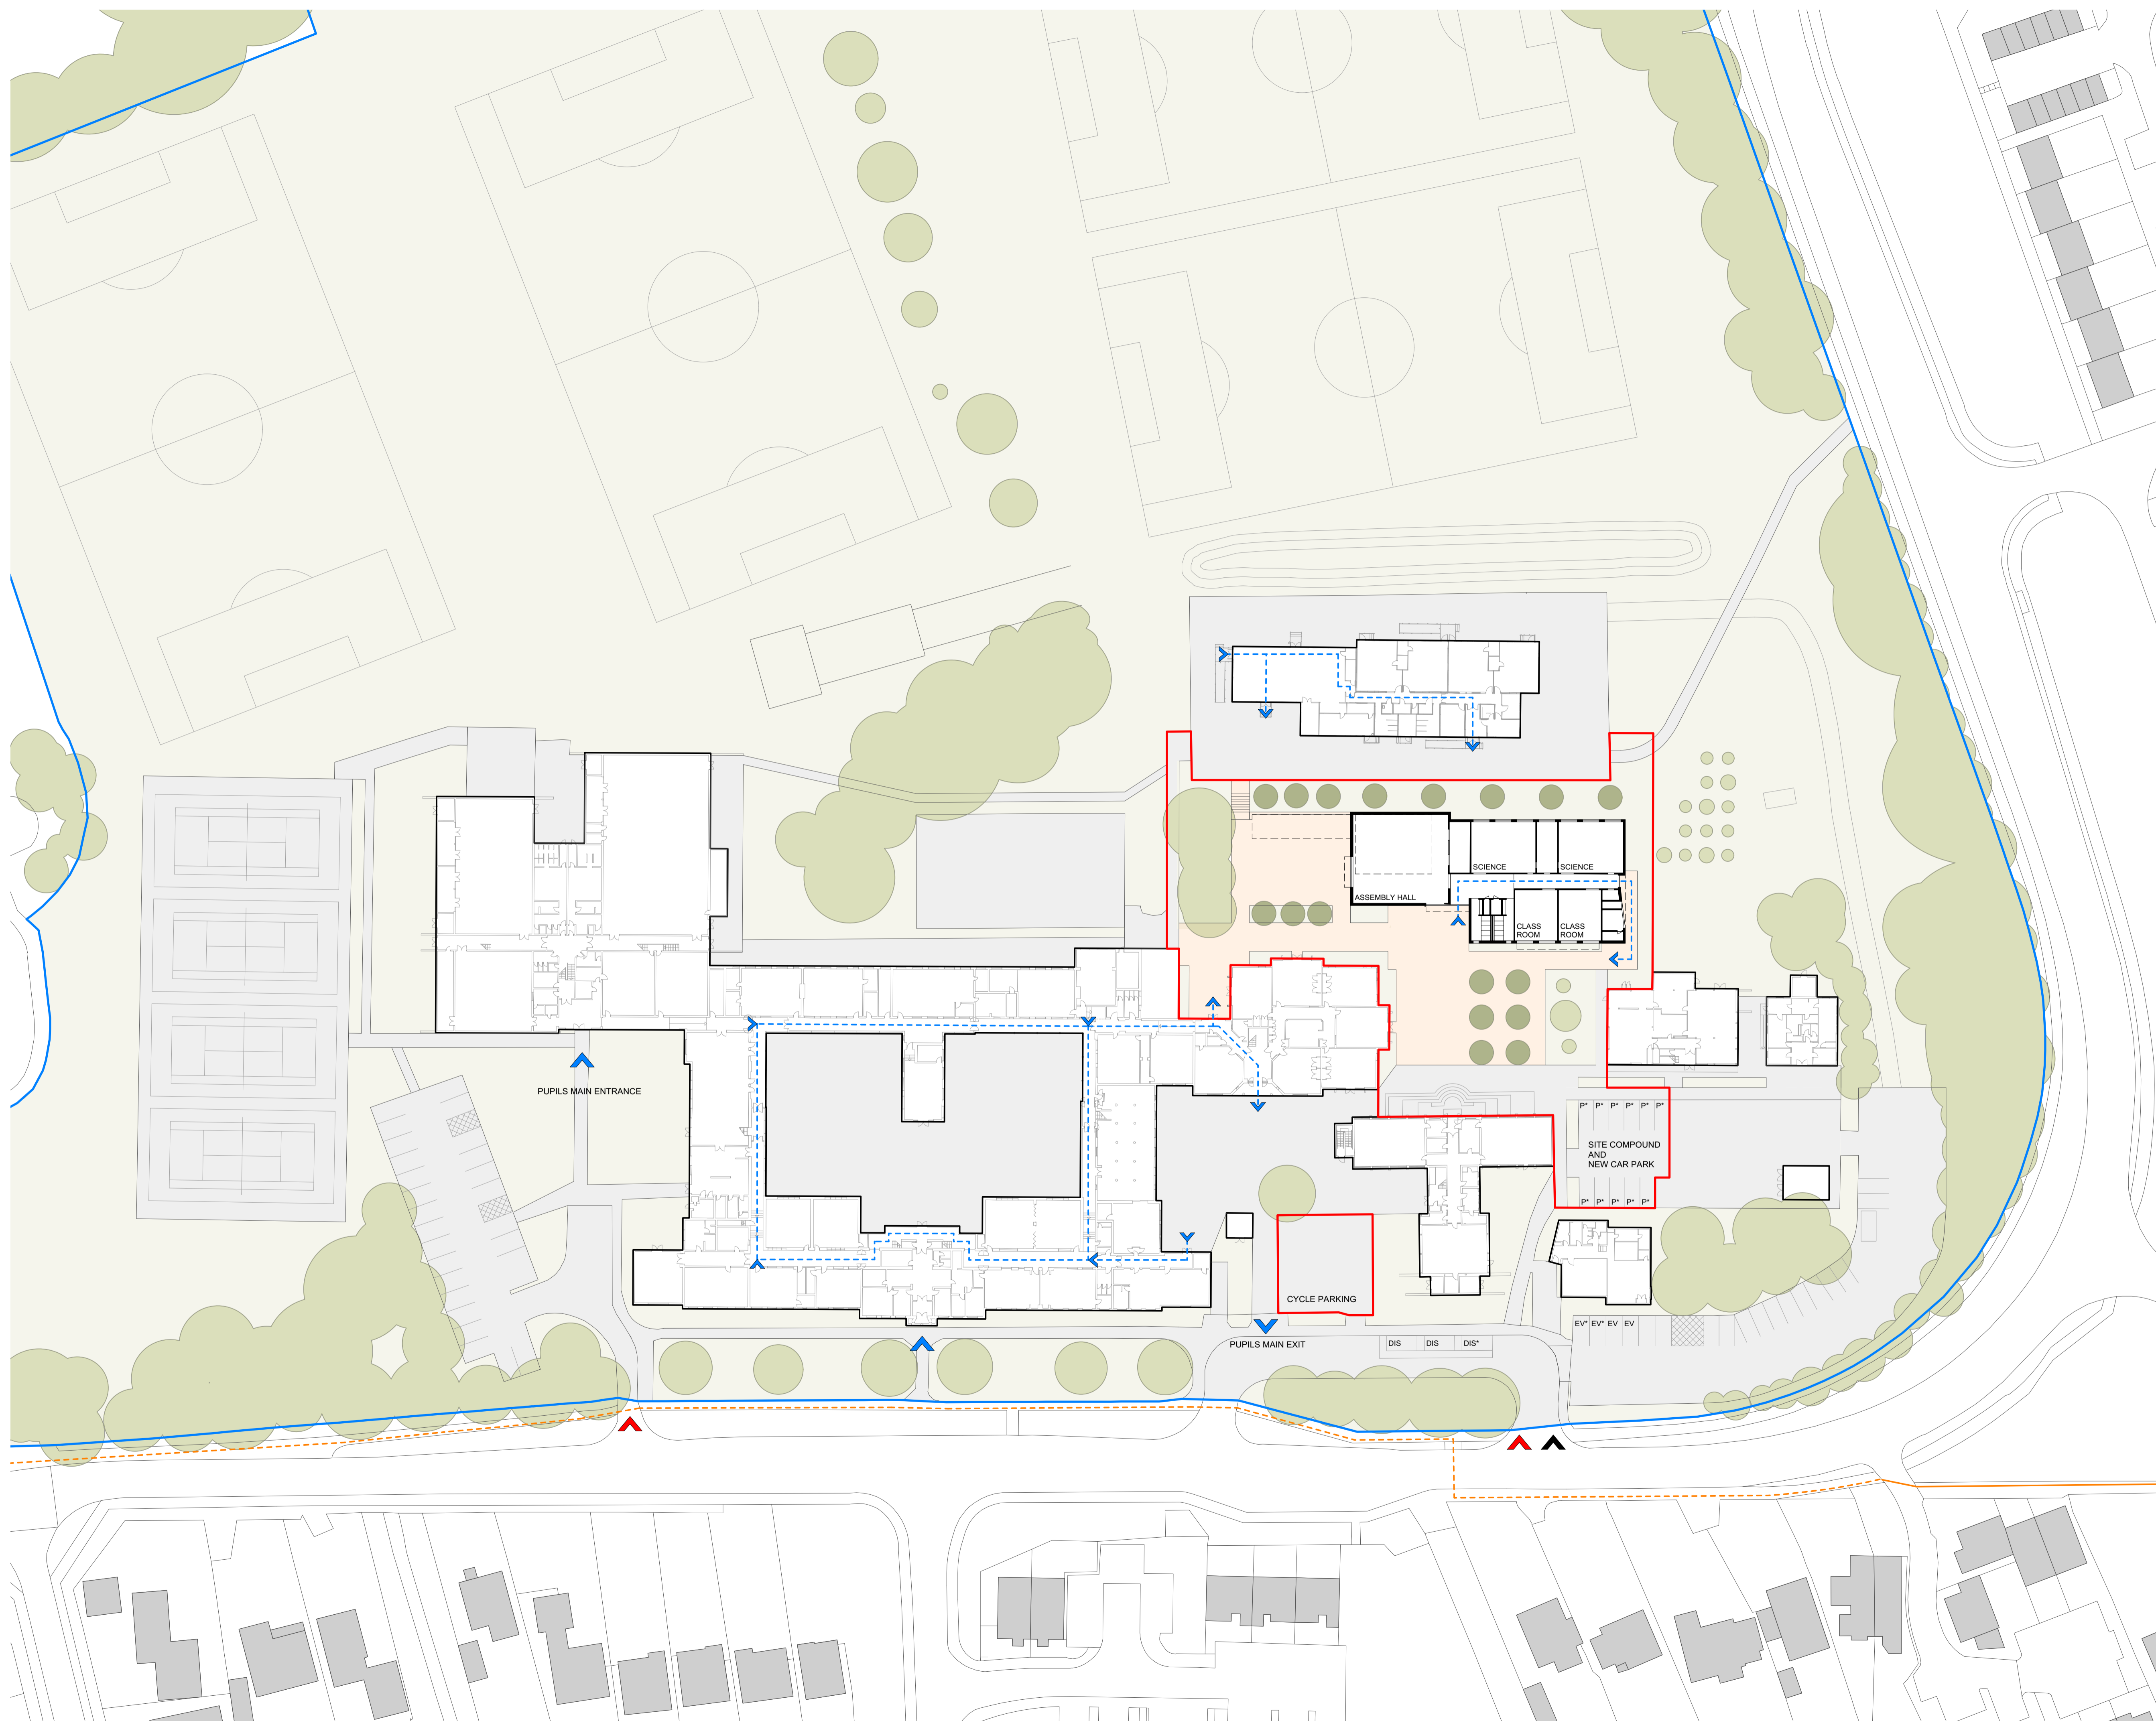 SCIENCE
SCIENCE
ASSEMBLY HALL
CLASS
ROOM
CLASS
ROOM
PUPILS MAIN ENTRANCE
P* P* P* P* P* P*
SITE COMPOUND
AND
NEW CAR PARK
P* P* P* P* P*
CYCLE PARKING
EV* EV* EV EV
PUPILS MAIN EXIT
DIS DIS DIS*